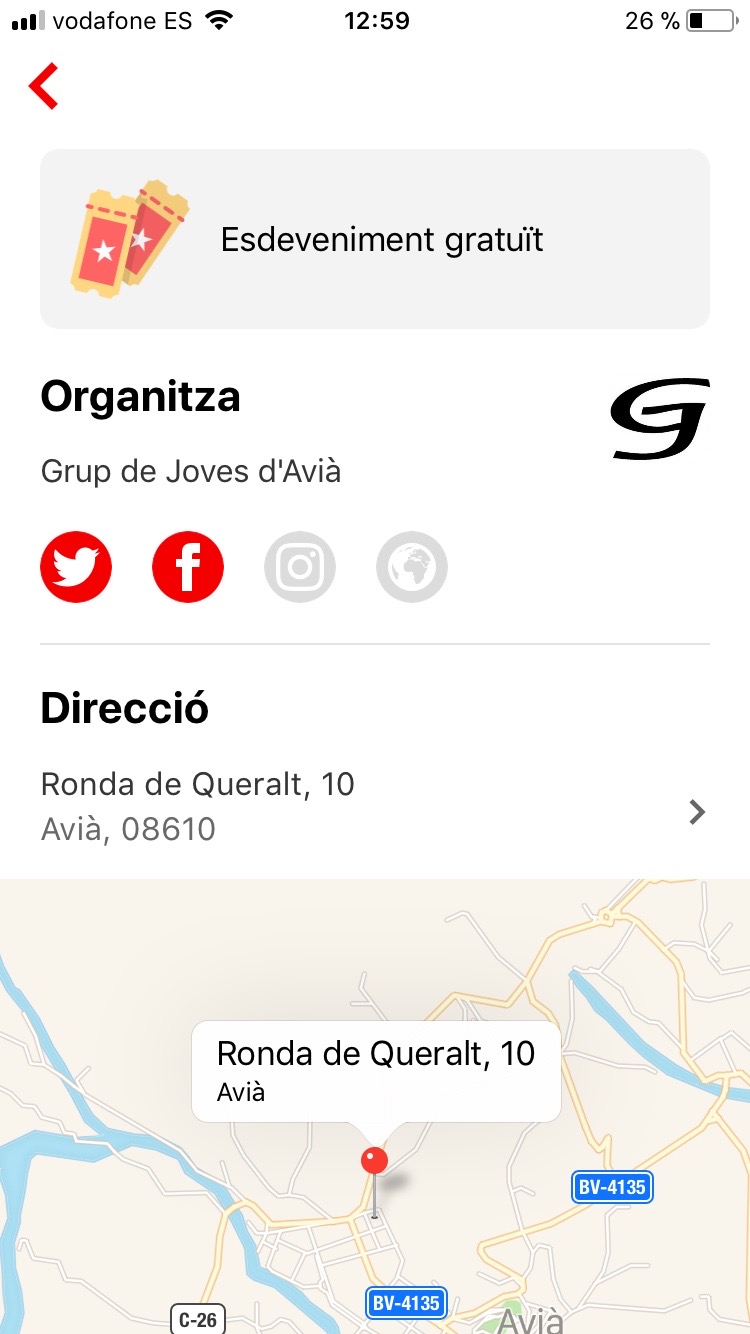 vodafone ES 12:59 26 %
Esdeveniment gratuït
Organitza
Grup de Joves d'Avià
Direcció
Ronda de Queralt, 10
Avià, 08610
Ronda de Queralt, 10
Avià
BV-4135
BV-4135
C-26
Avià